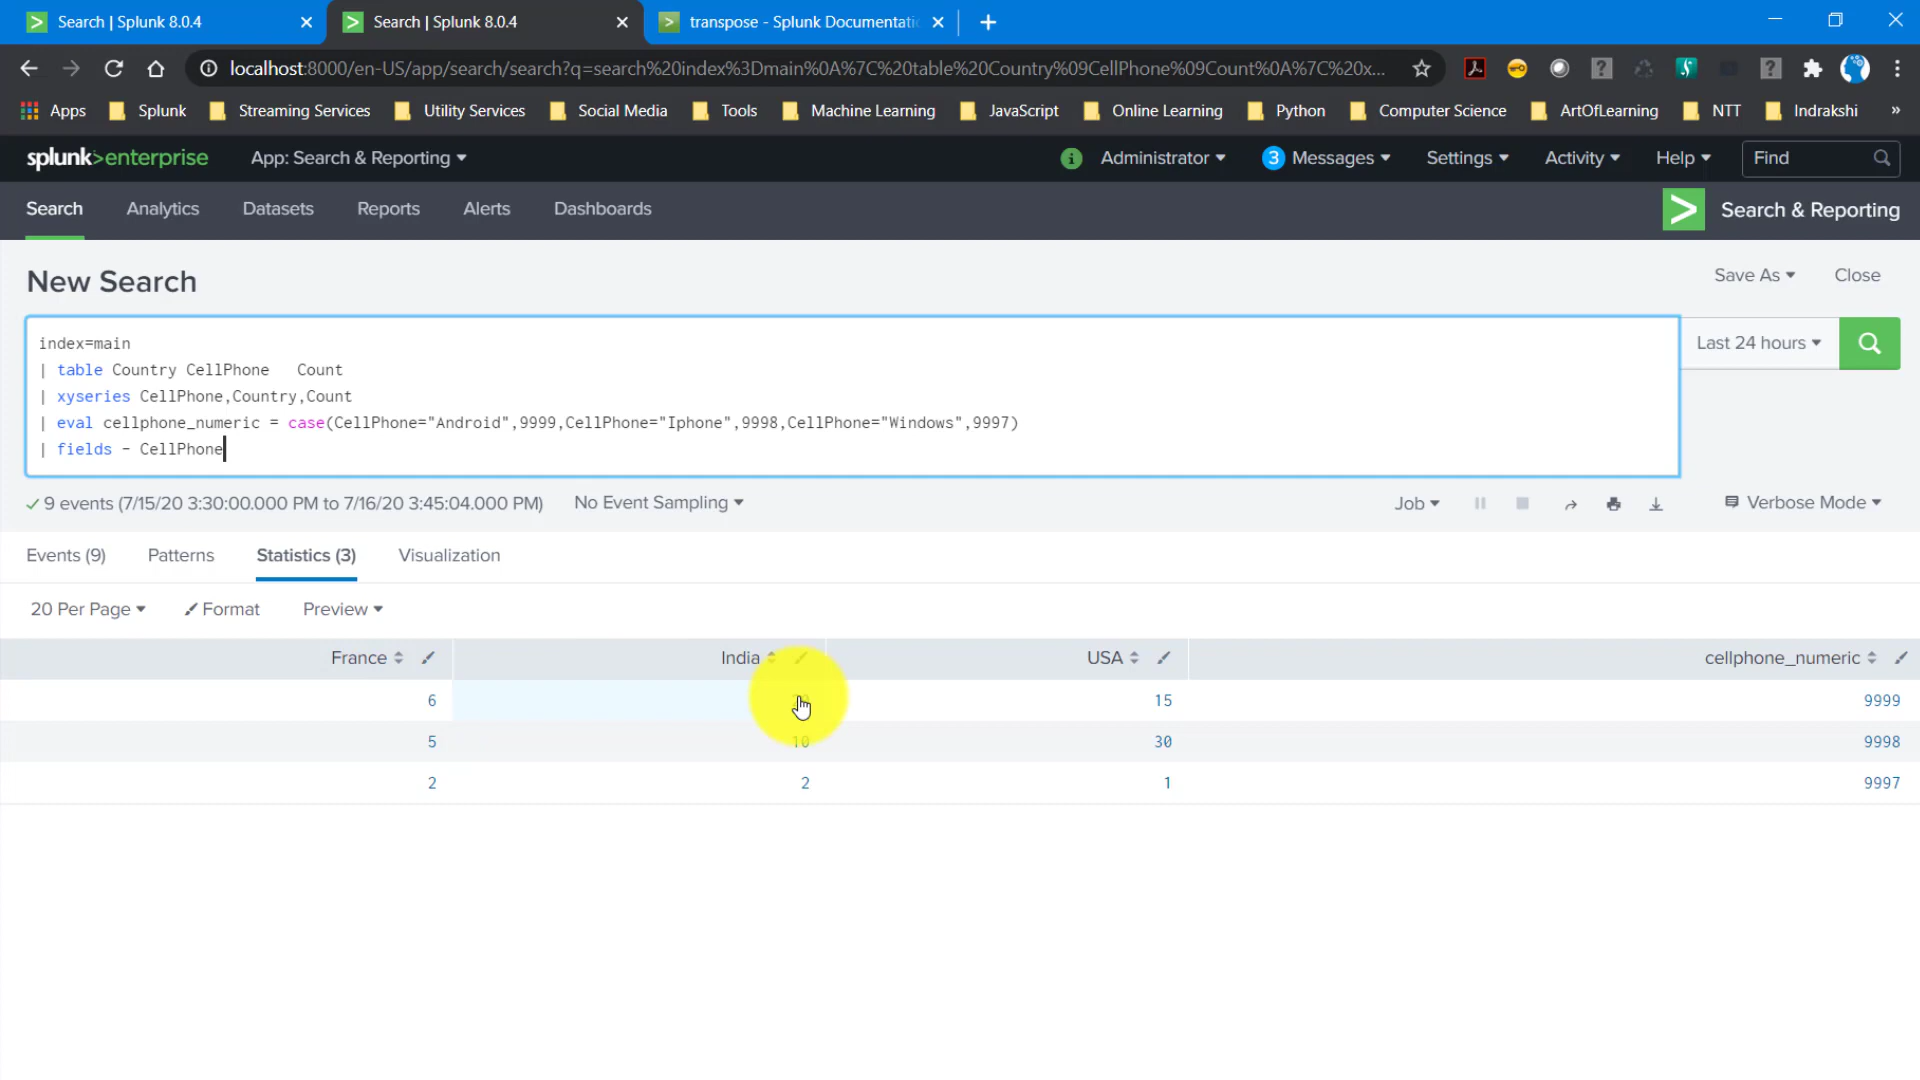 Search | Splunk 8.0.4
Search | Splunk 8.0.4
transpose - Splunk Documentati
localhost:8000/en-US/app/search/search?q=search%20index%3Dmain%0A%7C%20table%20Country%09CellPhone%09Count%0A%7C%20x...
Apps Splunk Streaming Services Utility Services Social Media Tools Machine Learning JavaScript Online Learning Python Computer Science ArtOfLearning NTT Indrakshi »
splunk>enterprise App: Search & Reporting i Administrator 3 Messages Settings Activity Help Find
Search Analytics Datasets Reports Alerts Dashboards Search & Reporting
New Search
Save As Close
index=main
| table Country CellPhone Count
| xyseries CellPhone,Country,Count
| eval cellphone_numeric = case(CellPhone="Android",9999,CellPhone="Iphone",9998,CellPhone="Windows",9997)
| fields - CellPhone
Last 24 hours
9 events (7/15/20 3:30:00.000 PM to 7/16/20 3:45:04.000 PM) No Event Sampling Job Verbose Mode
Events (9) Patterns Statistics (3) Visualization
20 Per Page Format Preview
France India USA cellphone_numeric
6 15 9999
5 10 30 9998
2 2 1 9997